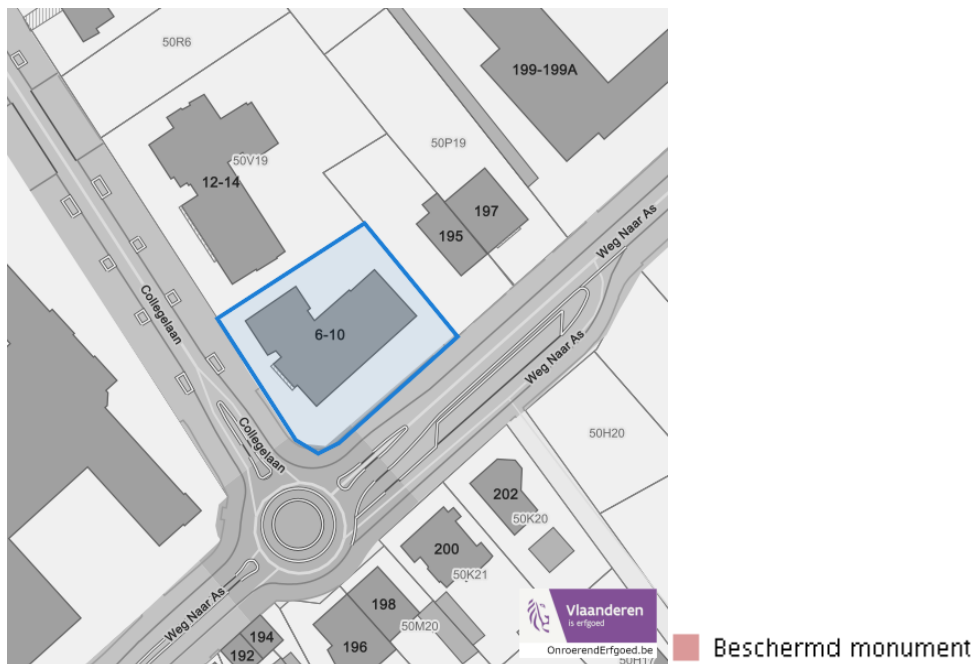 50R6
199-199A
50V19
12-14
50P19
197
195
Weg Naar As
Collegelaan
6-10
Weg Naar As
Collegelaan
50H20
202
50K20
200
50K21
198
50M20
196
194
192
Weg Naar As
Vlaanderen
is erfgoed
OnroerendErfgoed.be
50H17
Beschermd monument